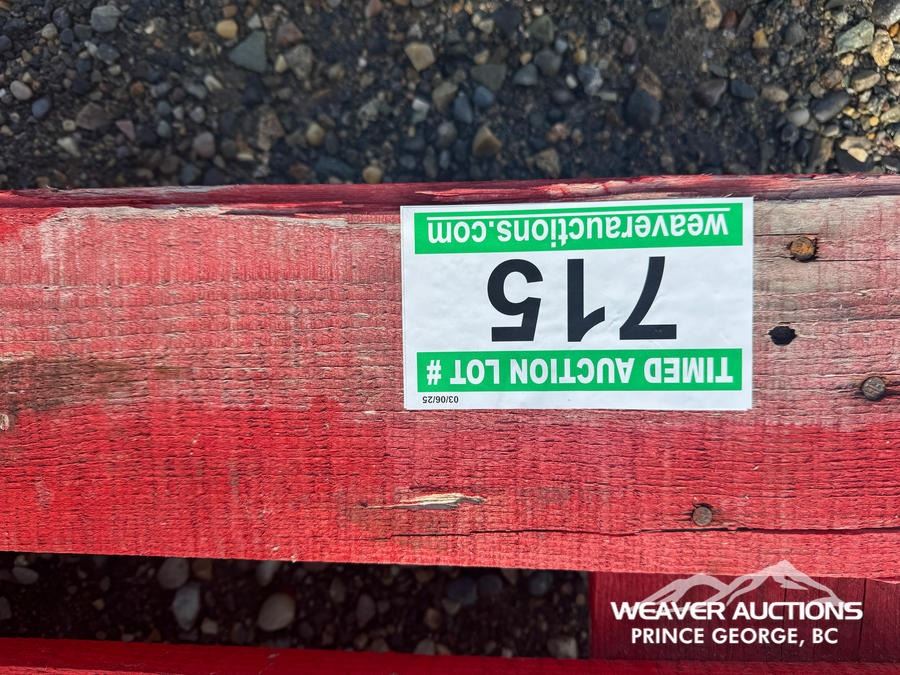 TIMED AUCTION LOT #
715
weaverauctions.com
03/06/25
WEAVER AUCTIONS
PRINCE GEORGE, BC